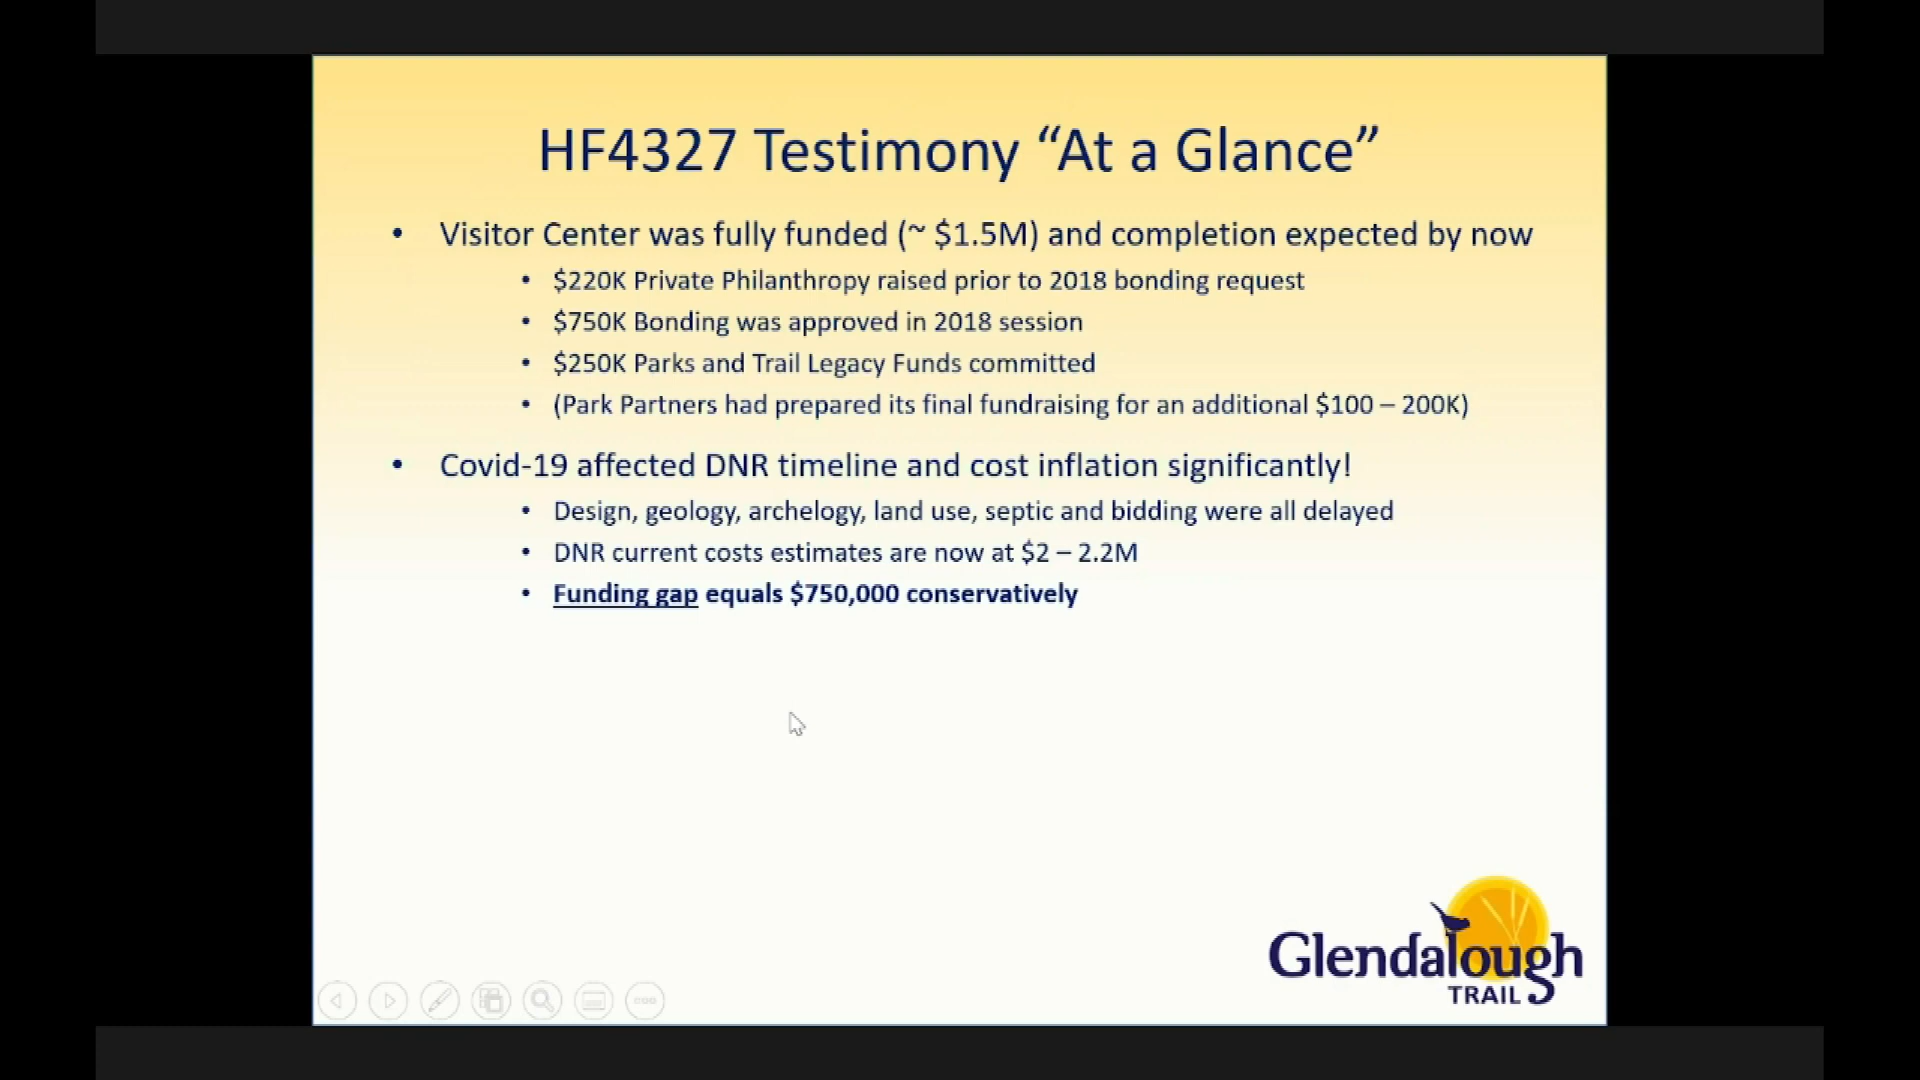 HF4327 Testimony “At a Glance”
• Visitor Center was fully funded (~ $1.5M) and completion expected by now
• $220K Private Philanthropy raised prior to 2018 bonding request
• $750K Bonding was approved in 2018 session
• $250K Parks and Trail Legacy Funds committed
• (Park Partners had prepared its final fundraising for an additional $100 – 200K)
• Covid-19 affected DNR timeline and cost inflation significantly!
• Design, geology, archelogy, land use, septic and bidding were all delayed
• DNR current costs estimates are now at $2 – 2.2M
• Funding gap equals $750,000 conservatively
Glendalough
TRAIL